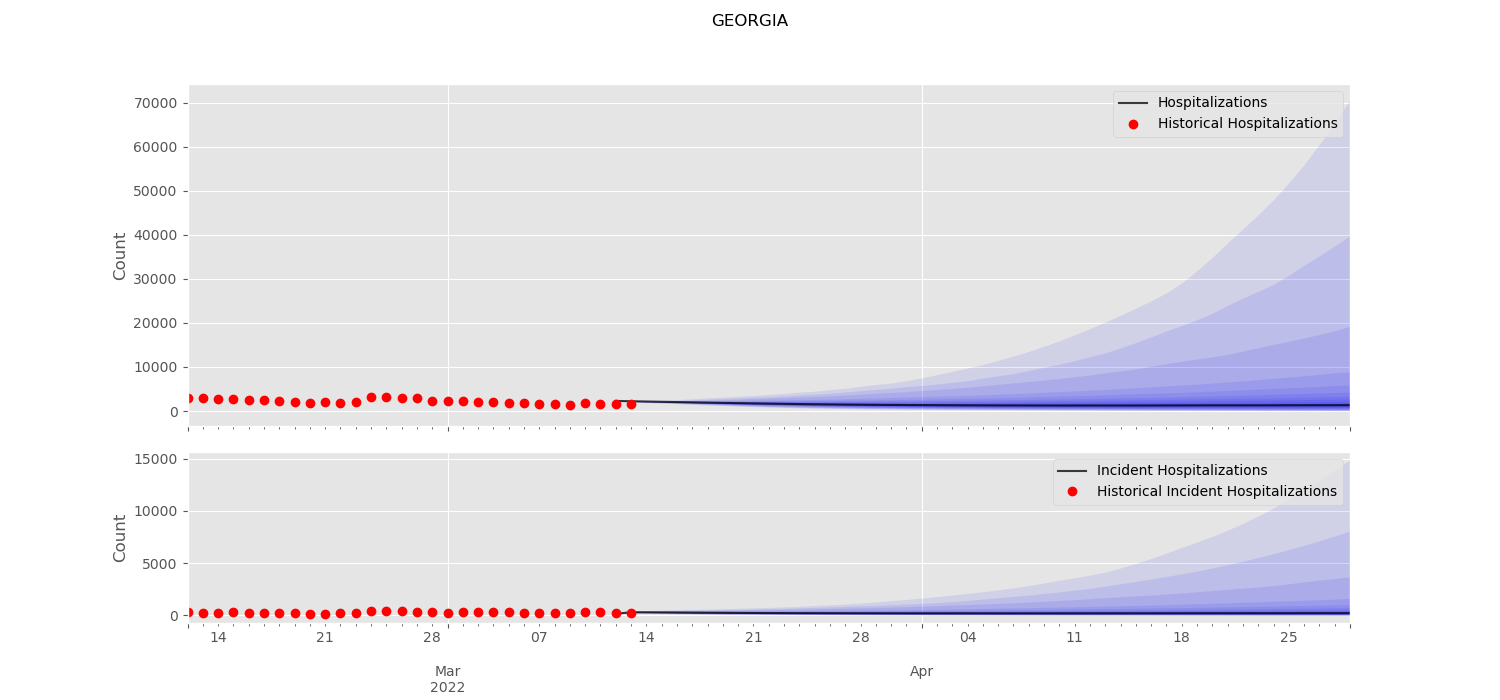 GEORGIA
70000
60000
50000
40000
30000
20000
10000
0
Count
Hospitalizations
Historical Hospitalizations
15000
10000
5000
0
Count
Incident Hospitalizations
Historical Incident Hospitalizations
14 21 28 07 14 21 28 04 11 18 25
Mar Apr
2022